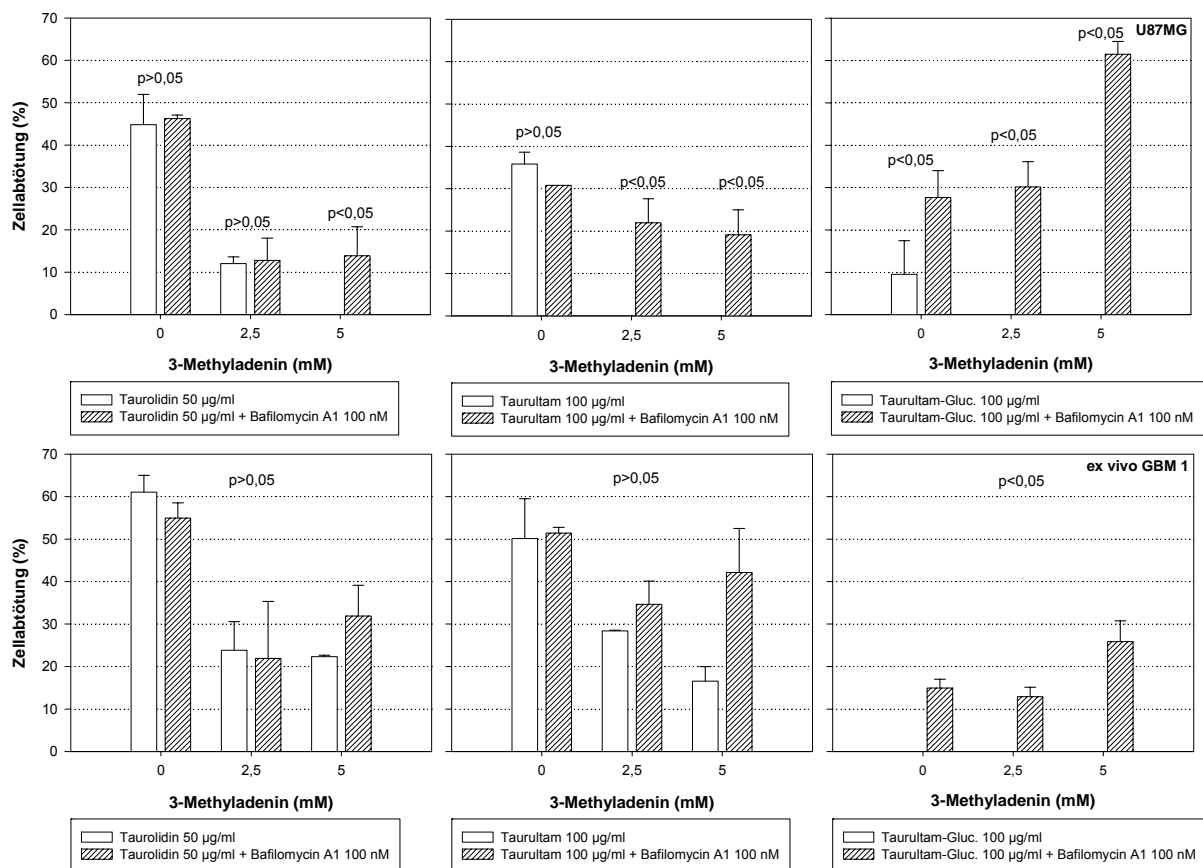 70
60
50
40
30
20
10
0
Zellabtötung (%)
p>0,05
p>0,05
p<0,05
0 2,5 5
3-Methyladenin (mM)
Taurolidin 50 µg/ml
Taurolidin 50 µg/ml + Bafilomycin A1 100 nM
p>0,05
p<0,05
p<0,05
0 2,5 5
3-Methyladenin (mM)
Taurultam 100 µg/ml
Taurultam 100 µg/ml + Bafilomycin A1 100 nM
U87MG
p<0,05
p<0,05
p<0,05
0 2,5 5
3-Methyladenin (mM)
Taurultam-Gluc. 100 µg/ml
Taurultam-Gluc. 100 µg/ml + Bafilomycin A1 100 nM
60
50
40
30
20
10
0
Zellabtötung (%)
p>0,05
0 2,5 5
3-Methyladenin (mM)
Taurolidin 50 µg/ml
Taurolidin 50 µg/ml + Bafilomycin A1 100 nM
p>0,05
0 2,5 5
3-Methyladenin (mM)
Taurultam 100 µg/ml
Taurultam 100 µg/ml + Bafilomycin A1 100 nM
ex vivo GBM 1
p<0,05
0 2,5 5
3-Methyladenin (mM)
Taurultam-Gluc. 100 µg/ml
Taurultam-Gluc. 100 µg/ml + Bafilomycin A1 100 nM